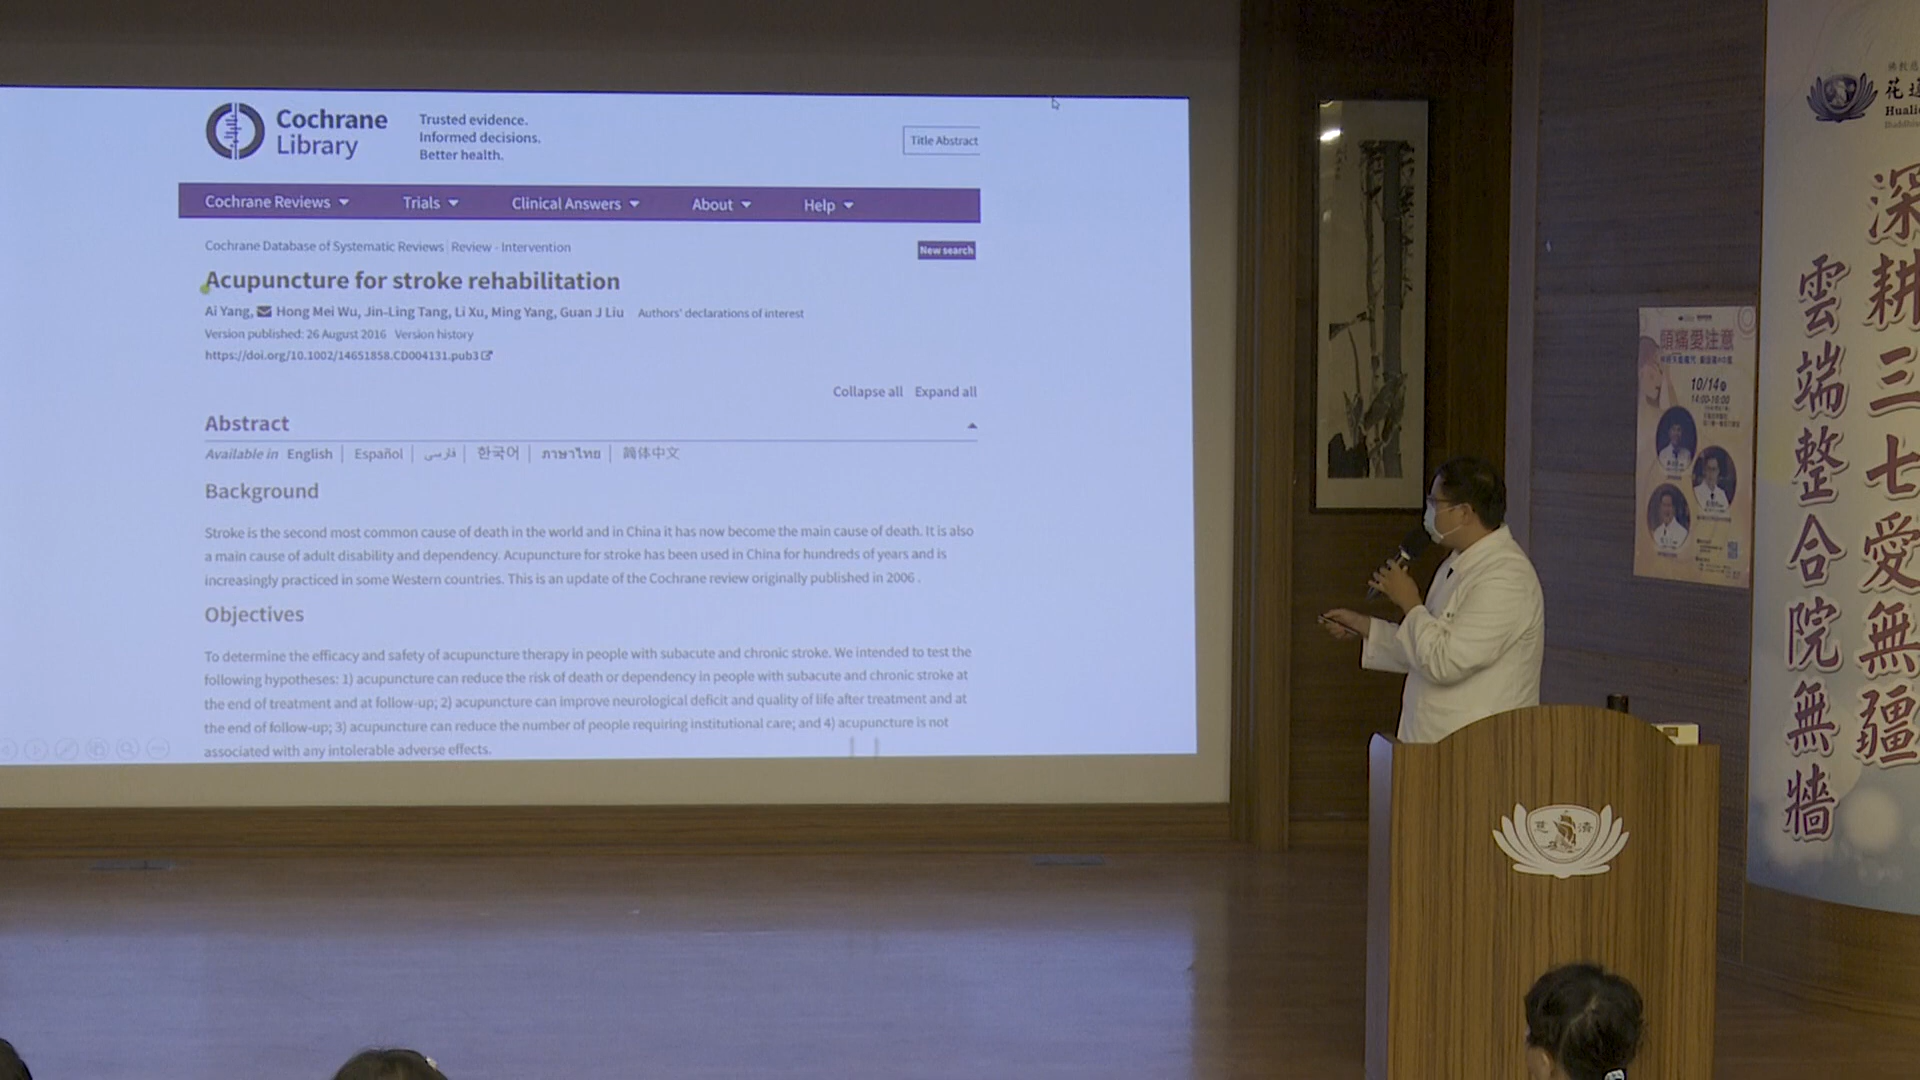 Cochrane
Library
Trusted evidence.
Informed decisions.
Better health.
Title Abstract
Cochrane Reviews
Trials
Clinical Answers
About
Help
Cochrane Database of Systematic Reviews | Review - Intervention
New search
Acupuncture for stroke rehabilitation
Ai Yang, Hong Mei Wu, Jin-Ling Tang, Li Xu, Ming Yang, Guan J Liu Authors' declarations of interest
Version published: 26 August 2016 Version history
https://doi.org/10.1002/14651858.CD004131.pub3
Collapse all Expand all
Abstract
Available in English | Español | فارسی | 한국어 | ภาษาไทย | 简体中文
Background
Stroke is the second most common cause of death in the world and in China it has now become the main cause of death. It is also
a main cause of adult disability and dependency. Acupuncture for stroke has been used in China for hundreds of years and is
increasingly practiced in some Western countries. This is an update of the Cochrane review originally published in 2006 .
Objectives
To determine the efficacy and safety of acupuncture therapy in people with subacute and chronic stroke. We intended to test the
following hypotheses: 1) acupuncture can reduce the risk of death or dependency in people with subacute and chronic stroke at
the end of treatment and at follow-up; 2) acupuncture can improve neurological deficit and quality of life after treatment and at
the end of follow-up; 3) acupuncture can reduce the number of people requiring institutional care; and 4) acupuncture is not
associated with any intolerable adverse effects.
頭痛愛注意
10/14
14:00-16:00
深耕三七愛無疆
雲端整合院無牆
慈濟